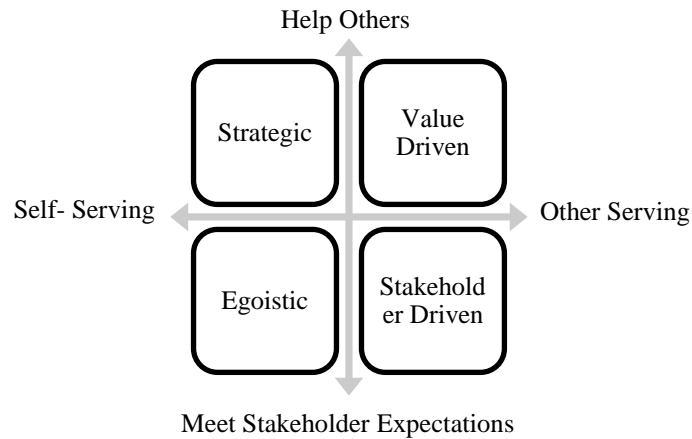 Help Others
Strategic
Value
Driven
Self- Serving
Other Serving
Egoistic
Stakehold
er Driven
Meet Stakeholder Expectations